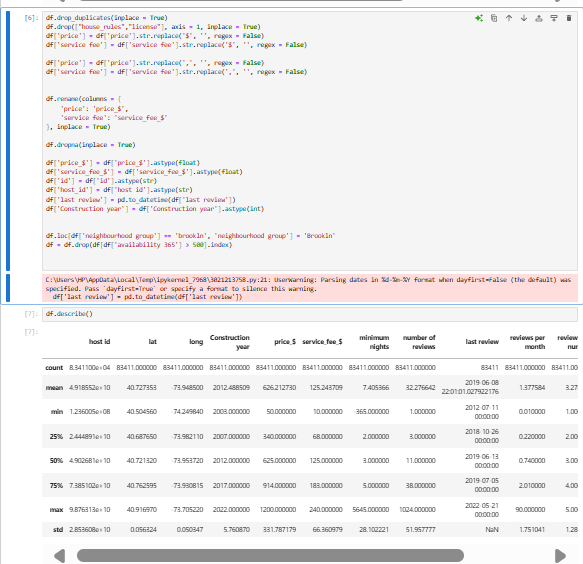 [6]: df.drop_duplicates(inplace = True)
df.drop(["house_rules","license"], axis = 1, inplace = True)
df['price'] = df['price'].str.replace('$', '', regex = False)
df['service fee'] = df['service fee'].str.replace('$', '', regex = False)
df['price'] = df['price'].str.replace(',', '', regex = False)
df['service fee'] = df['service fee'].str.replace(',', '', regex = False)
df.rename(columns = {
'price': 'price_$',
'service fee': 'service_fee_$'
}, inplace = True)
df.dropna(inplace = True)
df['price_$'] = df['price_$'].astype(float)
df['service_fee_$'] = df['service_fee_$'].astype(float)
df['id'] = df['id'].astype(str)
df['host_id'] = df['host id'].astype(str)
df['last review'] = pd.to_datetime(df['last review'])
df['Construction year'] = df['Construction year'].astype(int)
df.loc[df['neighbourhood group'] == 'brookln', 'neighbourhood group'] = 'Brookln'
df = df.drop(df[df['availability 365'] > 500].index)
C:\Users\HP\AppData\Local\Temp\ipykernel_7968\3021213758.py:21: UserWarning: Parsing dates in %d-%m-%Y format when dayfirst=False (the default) was
specified. Pass `dayfirst=True` or specify a format to silence this warning.
df['last review'] = pd.to_datetime(df['last review'])
[7]: df.describe()
[7]:
host id lat long Construction year price_$ service_fee_$ minimum nights number of reviews last review reviews per month review nur
count 8.341100e+04 83411.000000 83411.000000 83411.000000 83411.000000 83411.000000 83411.000000 83411.000000 83411 83411.000000 83411.00
mean 4.918552e+10 40.727353 -73.948500 2012.488509 626.212730 125.243709 7.405366 32.276642 2019-06-08 22:01:01.027922176 1.377584 3.27
min 1.236005e+08 40.504560 -74.249840 2003.000000 50.000000 10.000000 -365.000000 1.000000 2012-07-11 00:00:00 0.010000 1.00
25% 2.444891e+10 40.687650 -73.982110 2007.000000 340.000000 68.000000 2.000000 3.000000 2018-10-26 00:00:00 0.220000 2.00
50% 4.902681e+10 40.721320 -73.953720 2012.000000 625.000000 125.000000 3.000000 11.000000 2019-06-13 00:00:00 0.740000 3.00
75% 7.385102e+10 40.762595 -73.930815 2017.000000 914.000000 183.000000 5.000000 38.000000 2019-07-05 00:00:00 2.010000 4.00
max 9.876313e+10 40.916970 -73.705220 2022.000000 1200.000000 240.000000 5645.000000 1024.000000 2022-05-21 00:00:00 90.000000 5.00
std 2.853608e+10 0.056324 0.050347 5.760870 331.787179 66.360979 28.102221 51.957777 NaN 1.751041 1.28